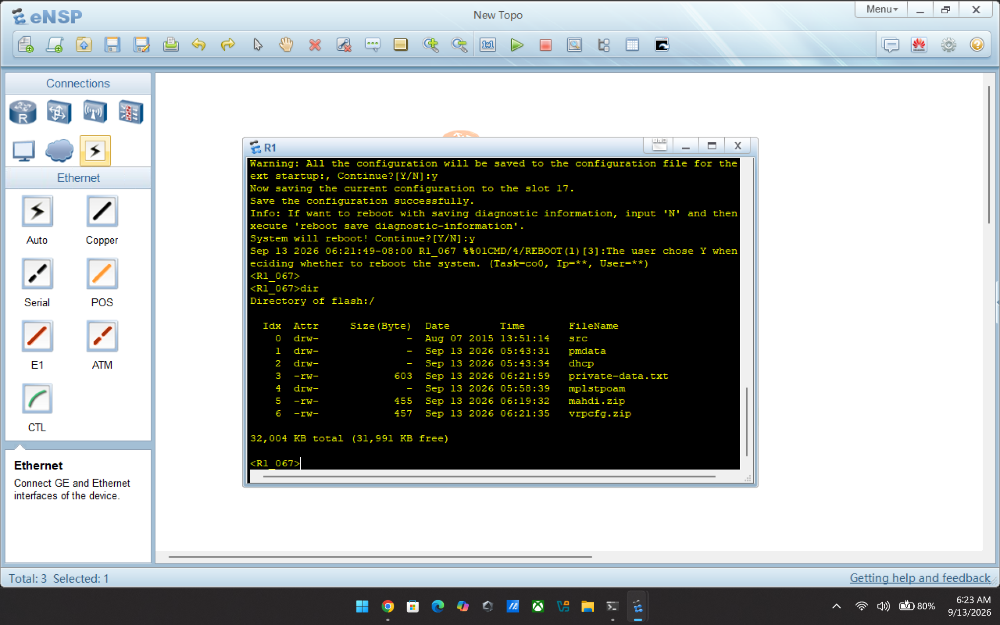 eNSP
New Topo
Menu
Connections
R
Ethernet
Auto
Copper
Serial
POS
E1
ATM
CTL
Ethernet
Connect GE and Ethernet
interfaces of the device.
R1
Warning: All the configuration will be saved to the configuration file for the
ext startup:, Continue?[Y/N]:y
Now saving the current configuration to the slot 17.
Save the configuration successfully.
Info: If want to reboot with saving diagnostic information, input 'N' and then
xecute 'reboot save diagnostic-information'.
System will reboot! Continue?[Y/N]:y
Sep 13 2026 06:21:49-08:00 R1_067 %%01CMD/4/REBOOT(l)[3]:The user chose Y when
eciding whether to reboot the system. (Task=co0, Ip=**, User=**)
<R1_067>
<R1_067>dir
Directory of flash:/
Idx Attr Size(Byte) Date Time FileName
0 drw- - Aug 07 2015 13:51:14 src
1 drw- - Sep 13 2026 05:43:31 pmdata
2 drw- - Sep 13 2026 05:43:34 dhcp
3 -rw- 603 Sep 13 2026 06:21:59 private-data.txt
4 drw- - Sep 13 2026 05:58:39 mplstpoam
5 -rw- 455 Sep 13 2026 06:19:32 mahdi.zip
6 -rw- 457 Sep 13 2026 06:21:35 vrpcfg.zip
32,004 KB total (31,991 KB free)
<R1_067>
Total: 3 Selected: 1
Getting help and feedback
80%
6:23 AM
9/13/2026